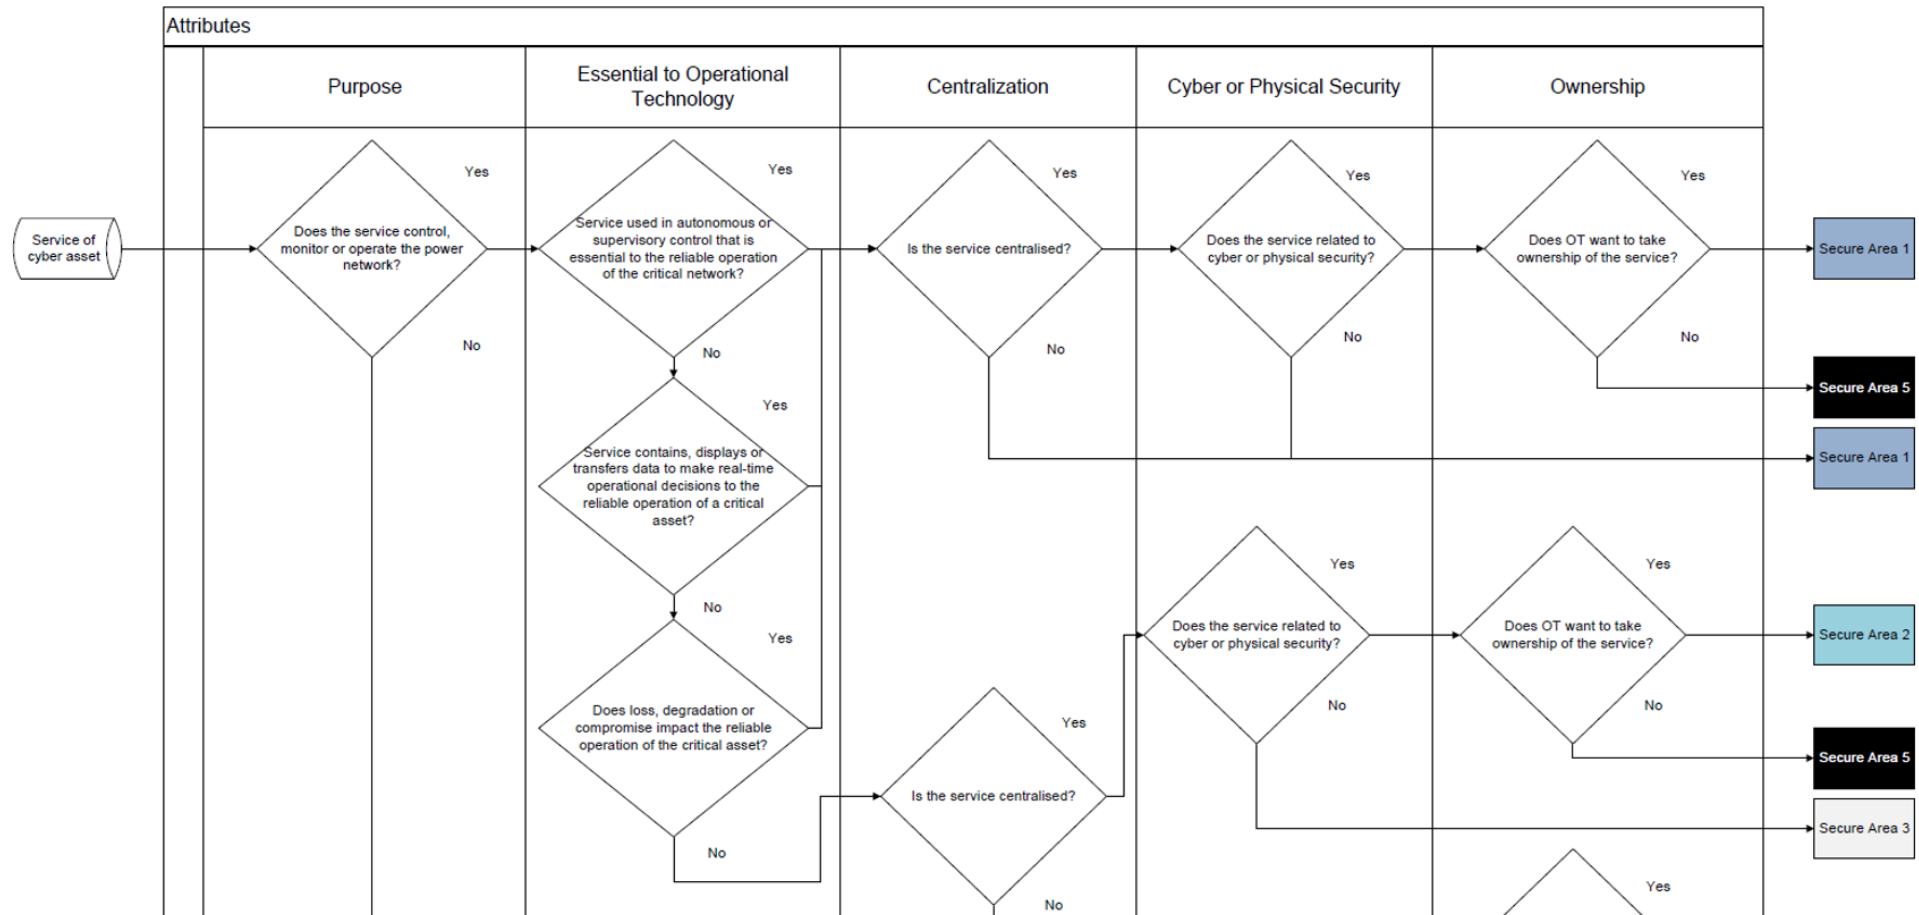 Attributes
Purpose
Essential to Operational
Technology
Centralization
Cyber or Physical Security
Ownership
Service of
cyber asset
Does the service control,
monitor or operate the power
network?
Yes
No
Service used in autonomous or
supervisory control that is
essential to the reliable operation
of the critical network?
Yes
No
Is the service centralised?
Yes
No
Does the service related to
cyber or physical security?
Yes
No
Does OT want to take
ownership of the service?
Yes
No
Secure Area 1
Secure Area 5
Secure Area 1
Service contains, displays or
transfers data to make real-time
operational decisions to the
reliable operation of a critical
asset?
Yes
No
Does loss, degradation or
compromise impact the reliable
operation of the critical asset?
Yes
No
Is the service centralised?
Yes
No
Does the service related to
cyber or physical security?
Yes
No
Does OT want to take
ownership of the service?
Yes
No
Secure Area 2
Secure Area 5
Secure Area 3
Yes